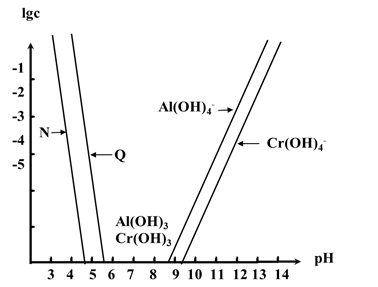 lgc
-1
-2
-3
-4
-5
N
Q
Al(OH)₄⁻
Cr(OH)₄⁻
Al(OH)₃
Cr(OH)₃
3 4 5 6 7 8 9 10 11 12 13 14
pH